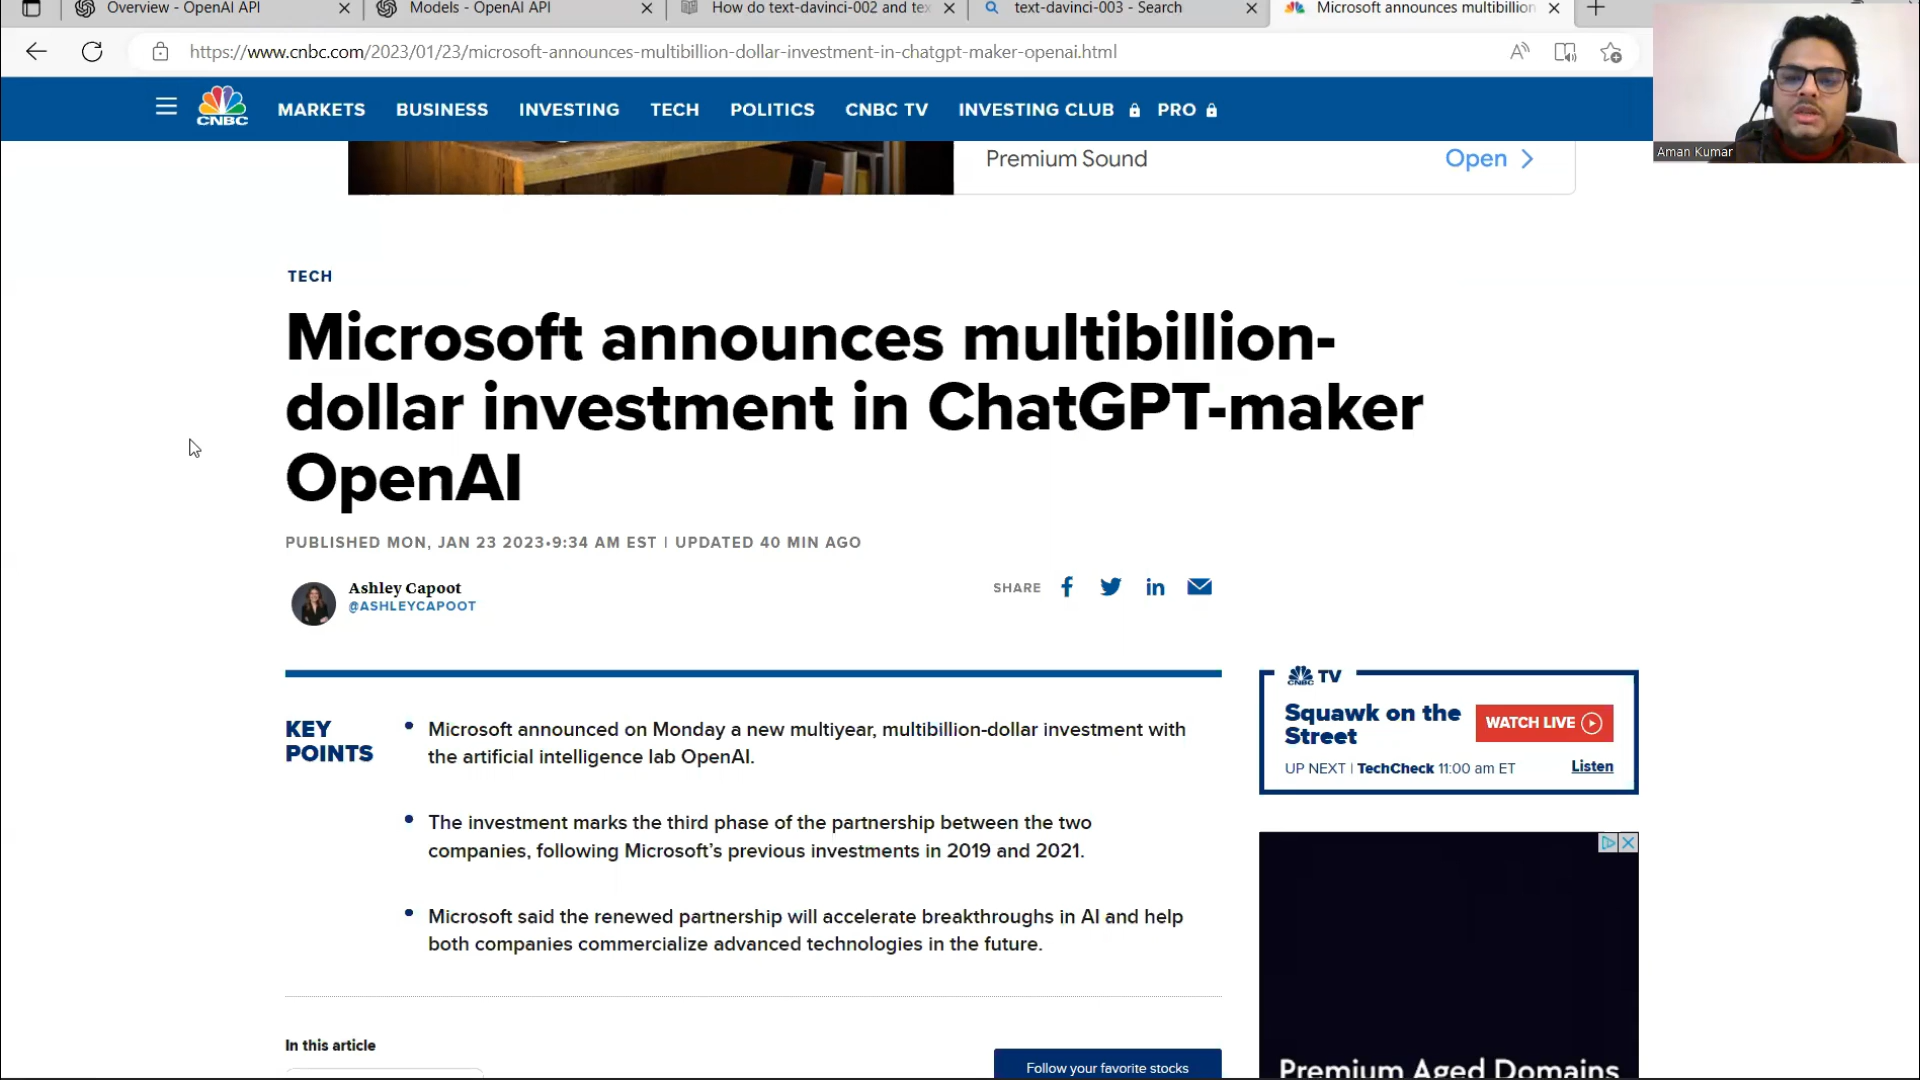 Overview - OpenAI API
Models - OpenAI API
How do text-davinci-002 and tex
text-davinci-003 - Search
Microsoft announces multibillion
https://www.cnbc.com/2023/01/23/microsoft-announces-multibillion-dollar-investment-in-chatgpt-maker-openai.html
Aman Kumar
CNBC
MARKETS BUSINESS INVESTING TECH POLITICS CNBC TV INVESTING CLUB PRO
Premium Sound
Open
TECH
Microsoft announces multibillion-
dollar investment in ChatGPT-maker
OpenAI
PUBLISHED MON, JAN 23 2023•9:34 AM EST | UPDATED 40 MIN AGO
Ashley Capoot
@ASHLEYCAPOOT
SHARE
KEY
POINTS
• Microsoft announced on Monday a new multiyear, multibillion-dollar investment with
the artificial intelligence lab OpenAI.
• The investment marks the third phase of the partnership between the two
companies, following Microsoft’s previous investments in 2019 and 2021.
• Microsoft said the renewed partnership will accelerate breakthroughs in AI and help
both companies commercialize advanced technologies in the future.
CNBC TV
Squawk on the
Street
WATCH LIVE
UP NEXT | TechCheck 11:00 am ET
Listen
In this article
Follow your favorite stocks
Premium Aged Domains